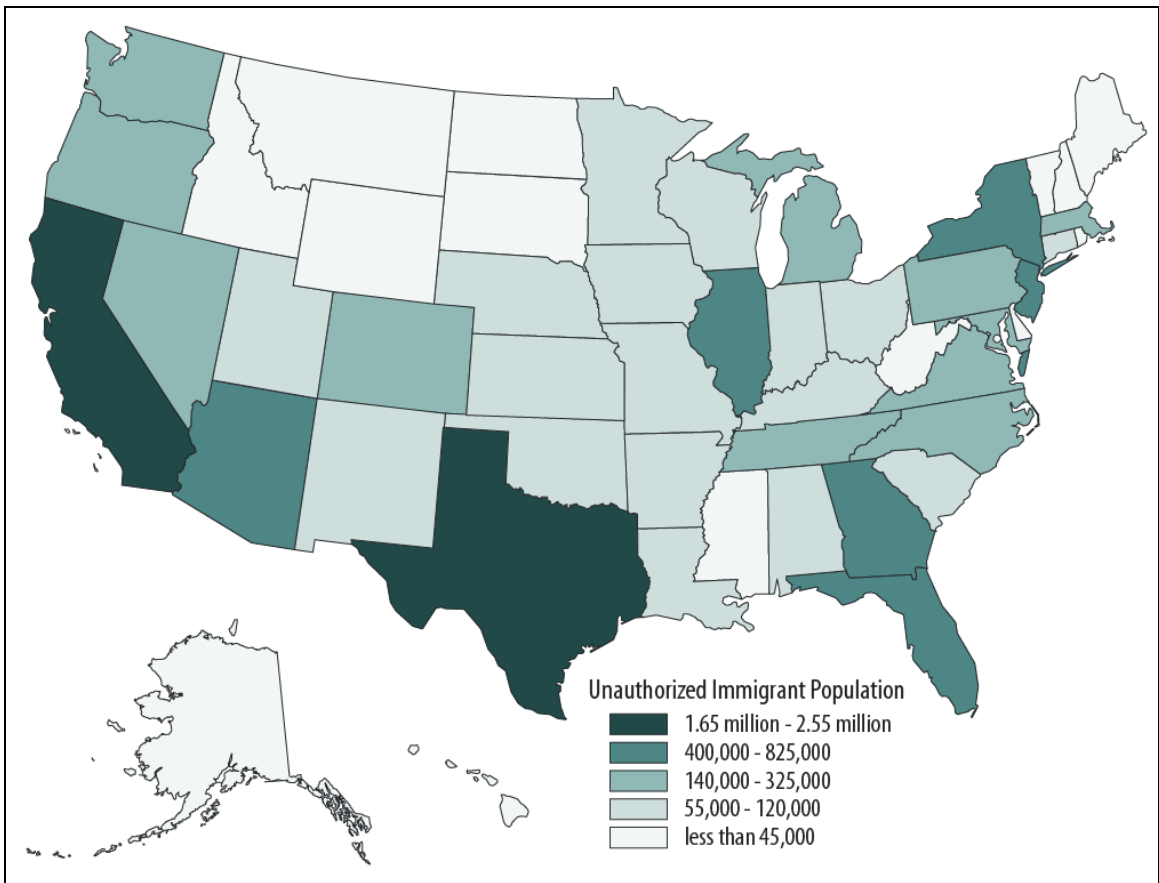 Unauthorized Immigrant Population
1.65 million - 2.55 million
400,000 - 825,000
140,000 - 325,000
55,000 - 120,000
less than 45,000